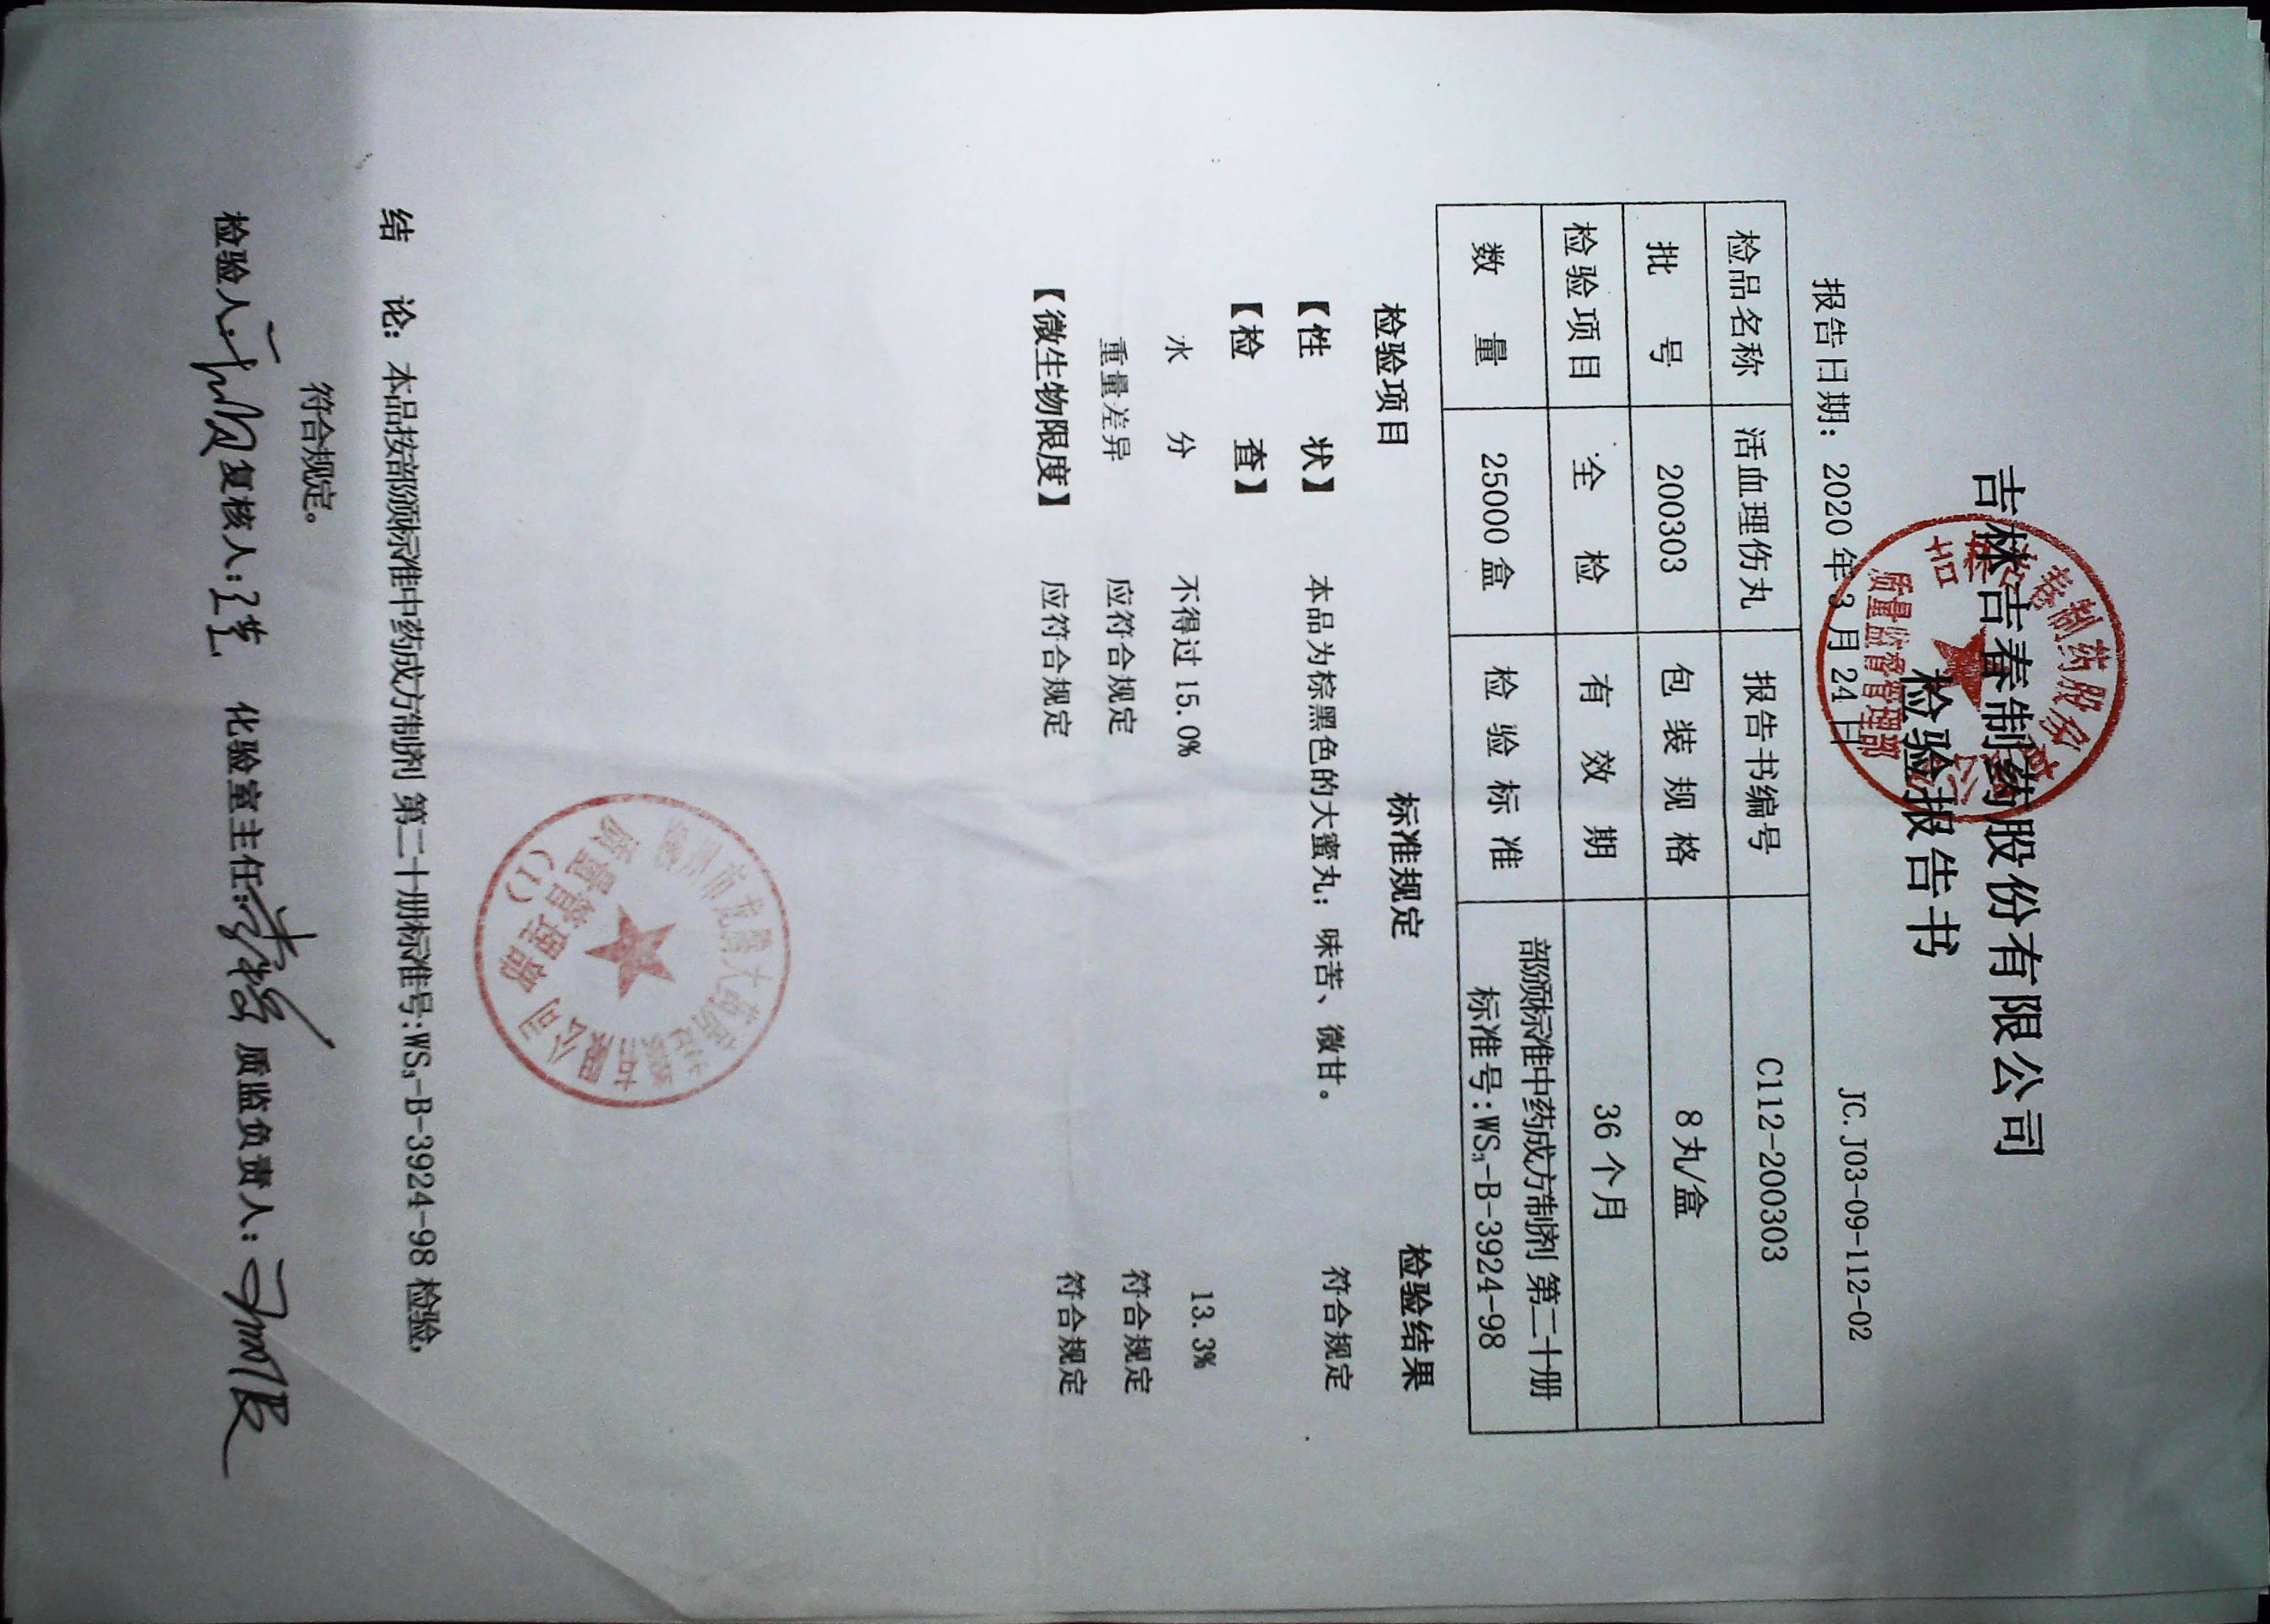 吉林吉春制药股份有限公司
检验报告书
JC.J03-09-112-02
报告日期：2020年3月24日
检品名称 活血理伤丸 报告书编号 C112-200303
批 号 200303 包装规格 8丸/盒
检验项目 全 检 有 效 期 36个月
数 量 25000盒 检验标准 部颁标准中药成方制剂 第二十册
标准号:WS₃-B-3924-98
检验项目 标准规定 检验结果
【性 状】 本品为棕黑色的大蜜丸；味苦、微甘。 符合规定
【检 查】
水 分 不得过15.0% 13.3%
重量差异 应符合规定 符合规定
【微生物限度】 应符合规定 符合规定
质量管理部
(1)
结 论：本品按部颁标准中药成方制剂 第二十册标准号:WS₃-B-3924-98检验,
符合规定。
检验人: 复核人: 化验室主任: 质监负责人:
质量监督管理部